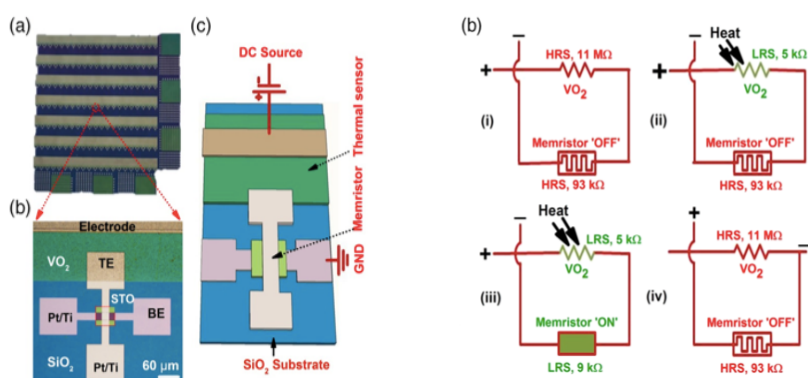 (a)
(b)
Electrode
VO₂
TE
STO
Pt/Ti
BE
SiO₂
Pt/Ti
60 µm
(c)
DC Source
Thermal sensor
Memristor
GND
SiO₂ Substrate
(b)
−
HRS, 11 MΩ
+
VO₂
(i)
Memristor 'OFF'
HRS, 93 kΩ
−
Heat
LRS, 5 kΩ
+
VO₂
(ii)
Memristor 'OFF'
HRS, 93 kΩ
−
Heat
LRS, 5 kΩ
+
VO₂
(iii)
Memristor 'ON'
LRS, 9 kΩ
+
HRS, 11 MΩ
−
VO₂
(iv)
Memristor 'OFF'
HRS, 93 kΩ